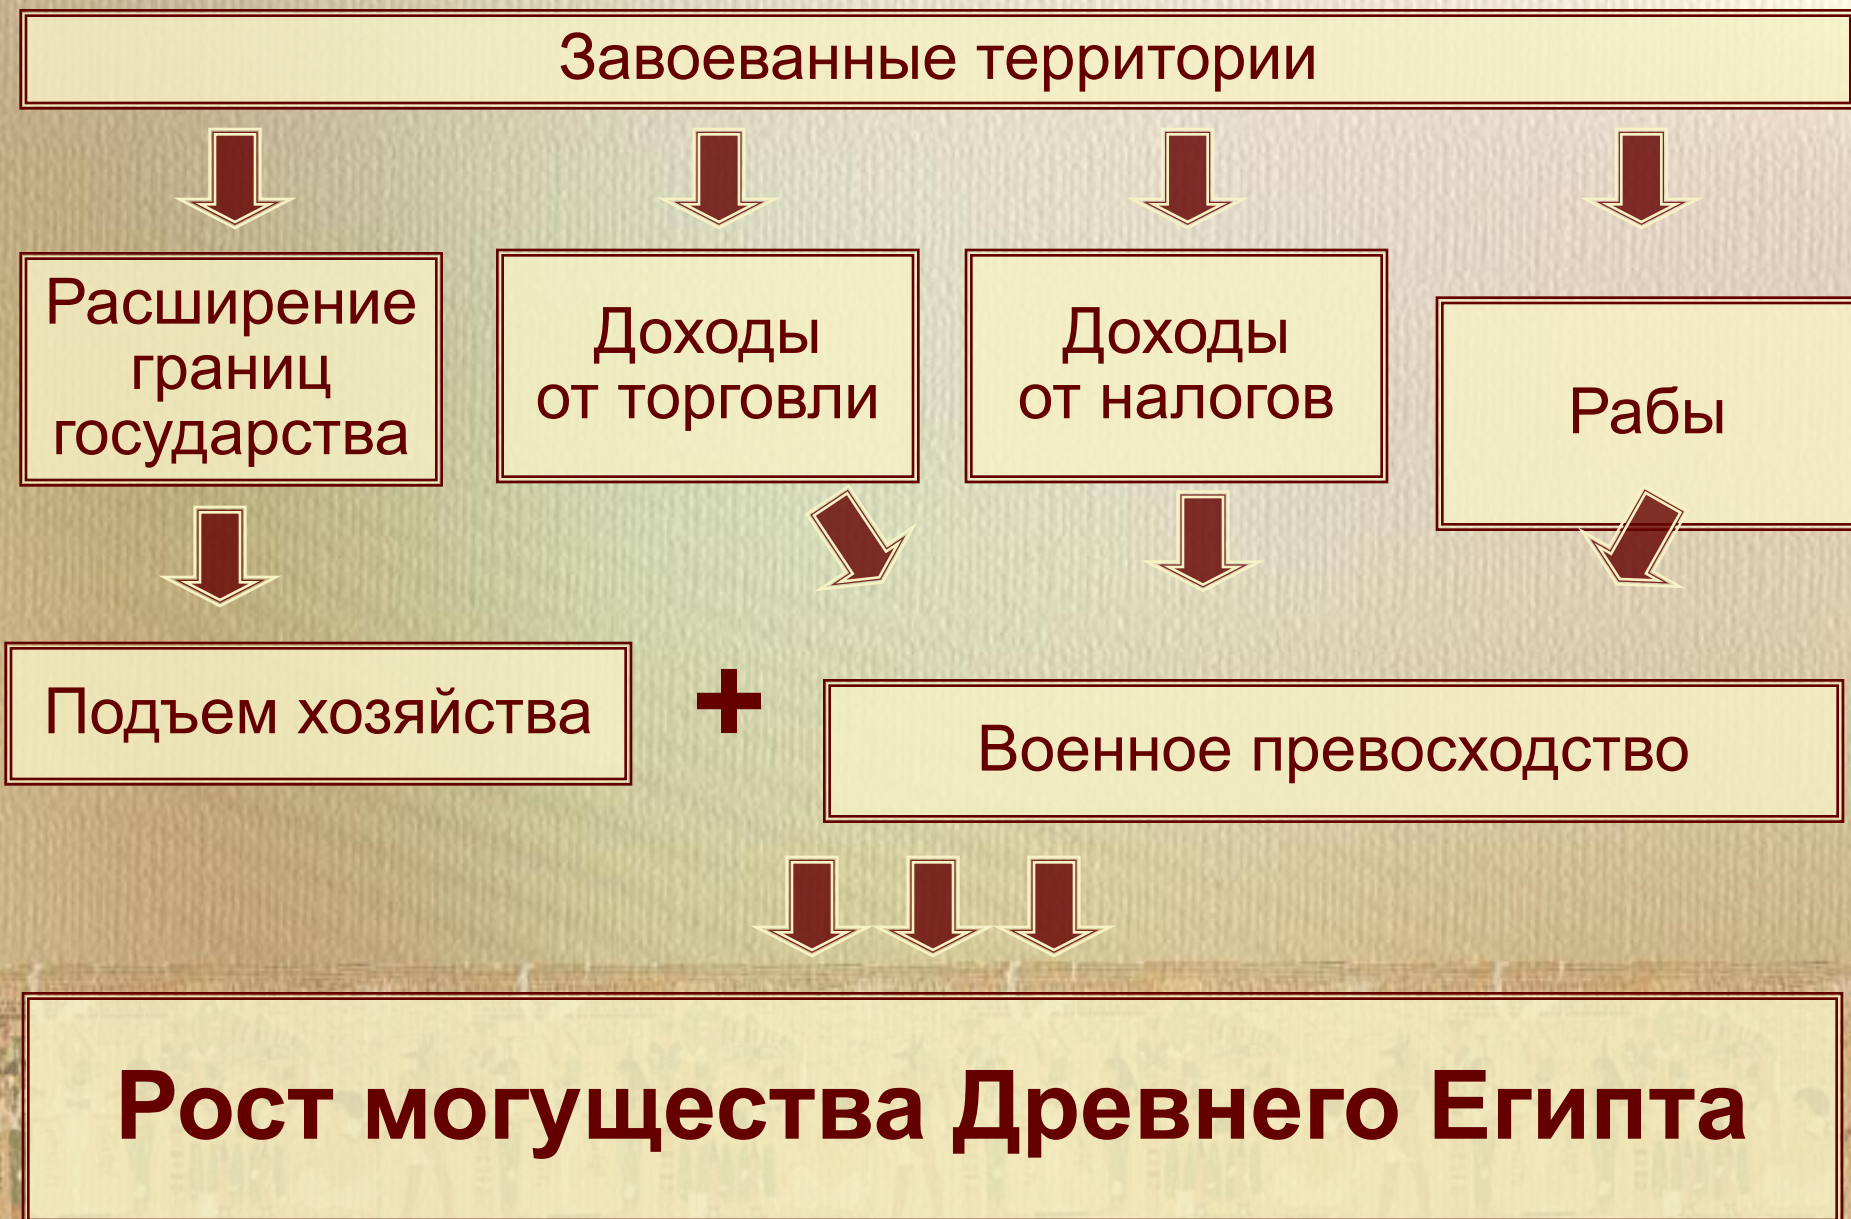 Завоеванные территории
Расширение
границ
государства
Доходы
от торговли
Доходы
от налогов
Рабы
Подъем хозяйства
+
Военное превосходство
Рост могущества Древнего Египта